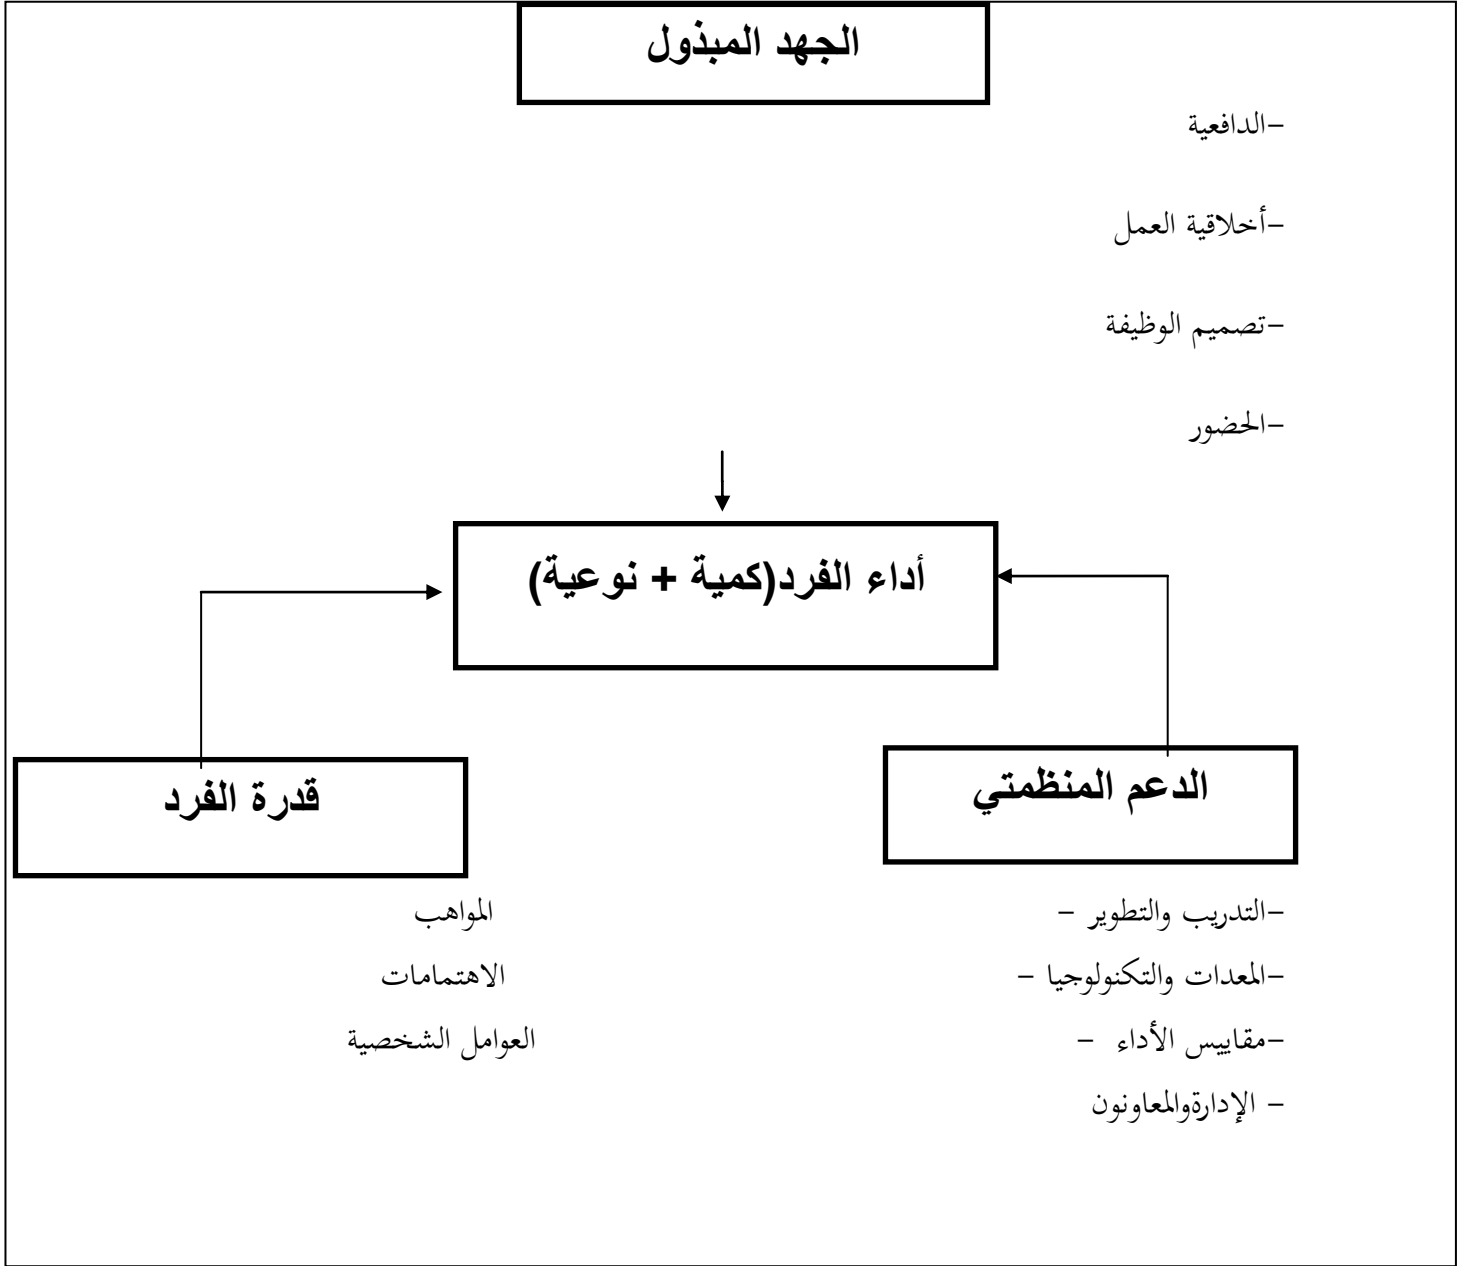 الجهد المبذول
-الدافعية
-أخلاقية العمل
-تصميم الوظيفة
-الحضور
أداء الفرد(كمية + نوعية)
الدعم المنظمتي
-التدريب والتطوير -
-المعدات والتكنولوجيا -
-مقاييس الأداء -
- الإدارةوالمعاونون
قدرة الفرد
المواهب
الاهتمامات
العوامل الشخصية